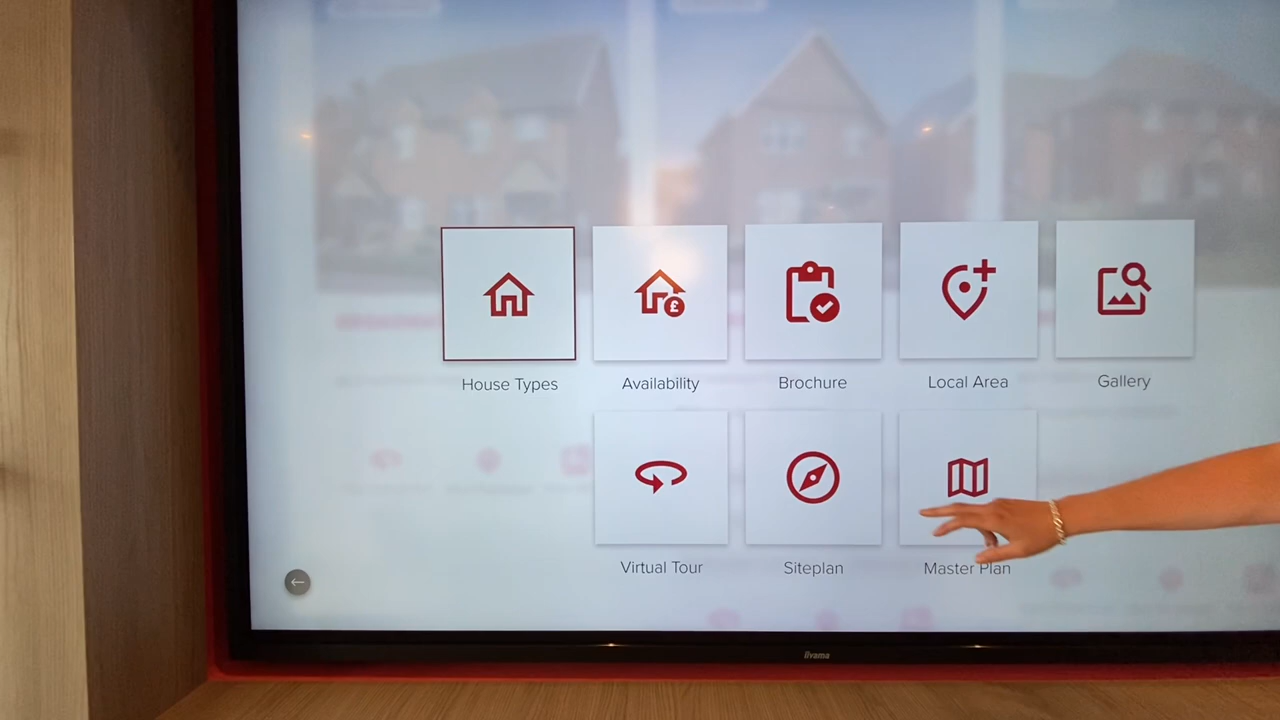 House Types
Availability
Brochure
Local Area
Gallery
Virtual Tour
Siteplan
Master Plan
iiyama